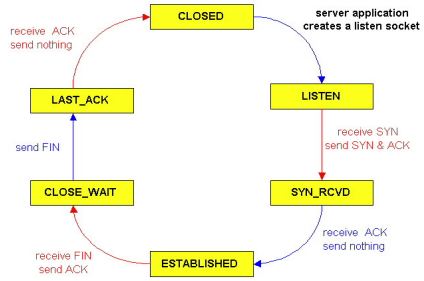 CLOSED
server application
creates a listen socket
receive ACK
send nothing
LAST_ACK
LISTEN
receive SYN
send SYN & ACK
send FIN
CLOSE_WAIT
SYN_RCVD
receive ACK
send nothing
receive FIN
send ACK
ESTABLISHED